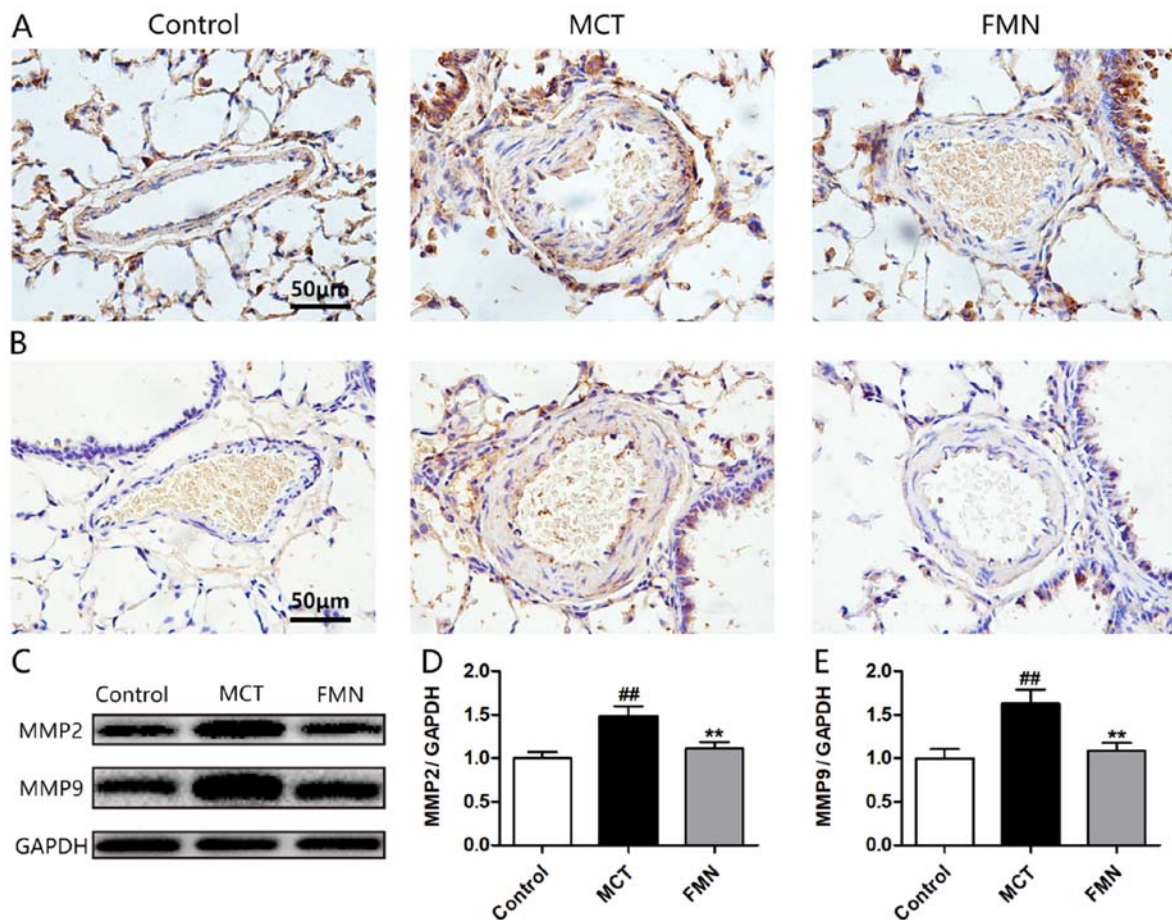 A Control MCT FMN
50μm
B
50μm
C Control MCT FMN
MMP2
MMP9
GAPDH
D
MMP2/ GAPDH
2.0
1.5
1.0
0.5
0.0
##
**
Control
MCT
FMN
E
MMP9 / GAPDH
2.0
1.5
1.0
0.5
0.0
##
**
Control
MCT
FMN